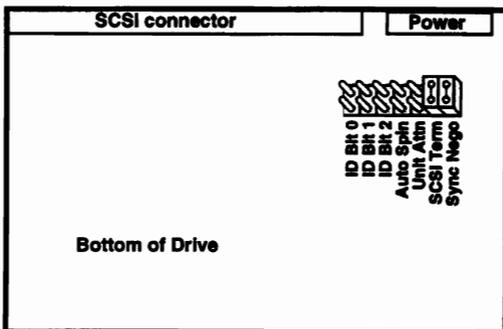 SCSI connector
Power
ID Bit 0
ID Bit 1
ID Bit 2
Auto Spin
Unit Attn
SCSI Term
Sync Nego
Bottom of Drive